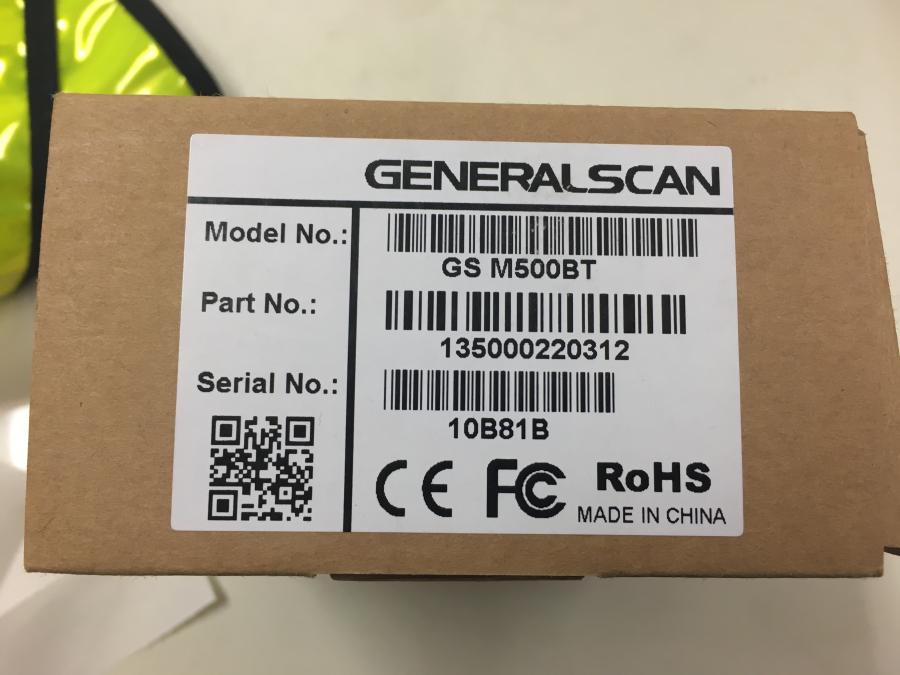 GENERALSCAN
Model No.:
GS M500BT
Part No.:
135000220312
Serial No.:
10B81B
CE FC RoHS
MADE IN CHINA